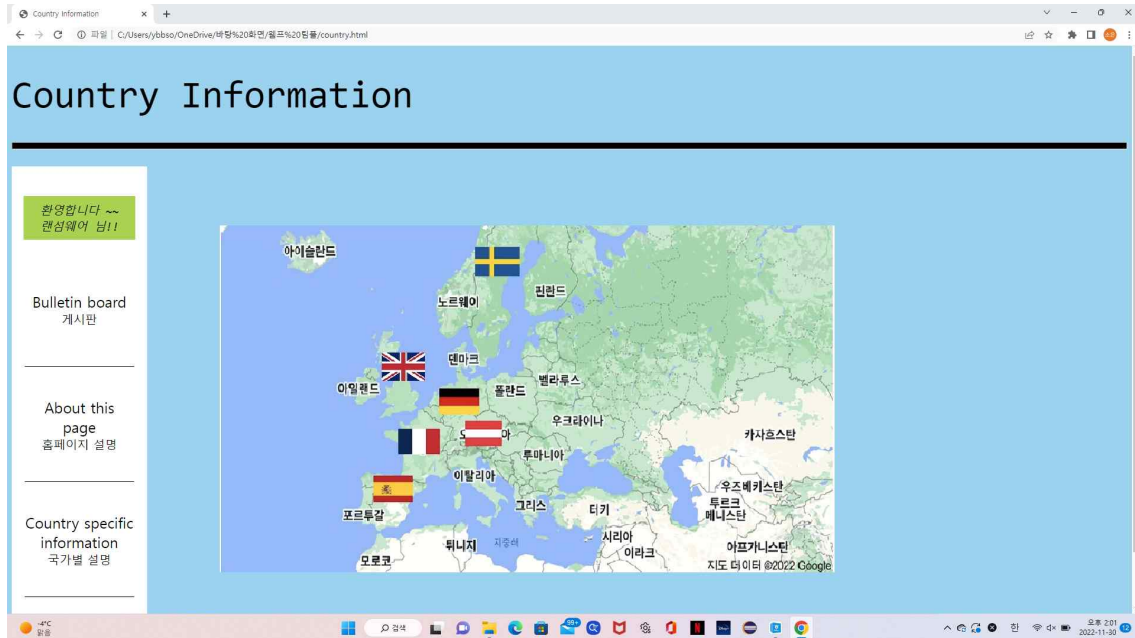 Country Information
파일
C:/Users/ybbso/OneDrive/바탕%20화면/웹프%20팀플/country.html
Country Information
환영합니다 ~~
랜섬웨어 님!!
Bulletin board
게시판
About this
page
홈페이지 설명
Country specific
information
국가별 설명
아이슬란드
핀란드
노르웨이
덴마크
벨라루스
아일랜드
폴란드
우크라이나
카자흐스탄
루마니아
이탈리아
우즈베키스탄
그리스
터키
투르크
메니스탄
포르투갈
시리아
튀니지
지중해
이라크
아프가니스탄
모로코
지도 데이터 ©2022 Google
-4°C
맑음
검색
99+
한
오후 2:01
2022-11-30
12